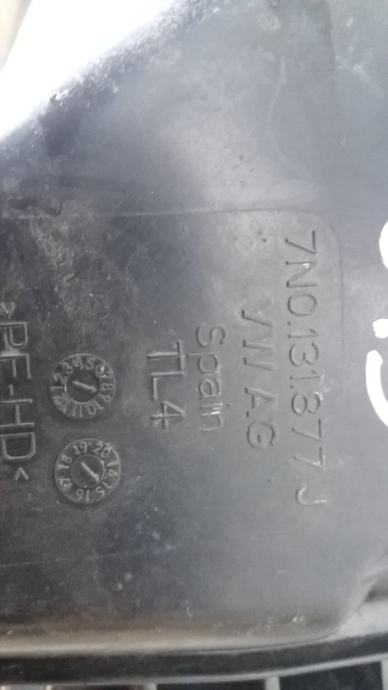 7N0.131.877.J
VW AG
Spain
TL4
>PE-HD<